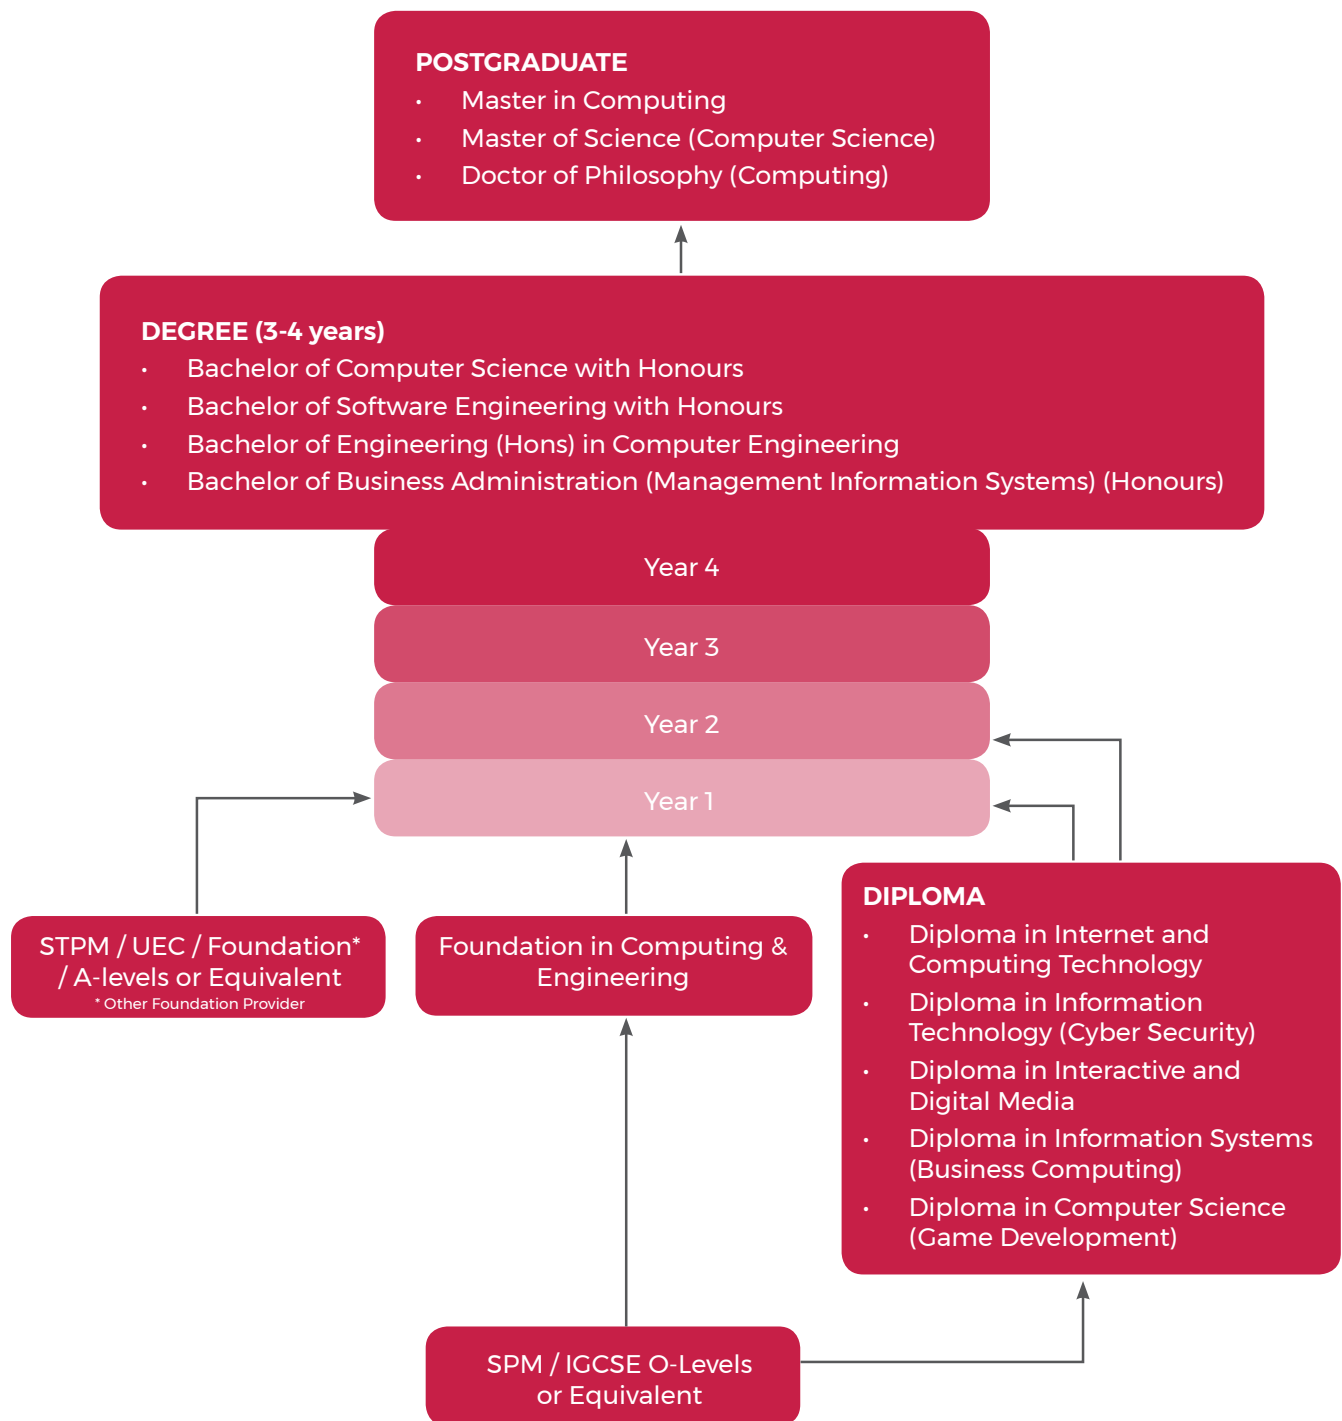 POSTGRADUATE
• Master in Computing
• Master of Science (Computer Science)
• Doctor of Philosophy (Computing)
DEGREE (3-4 years)
• Bachelor of Computer Science with Honours
• Bachelor of Software Engineering with Honours
• Bachelor of Engineering (Hons) in Computer Engineering
• Bachelor of Business Administration (Management Information Systems) (Honours)
Year 4
Year 3
Year 2
Year 1
STPM / UEC / Foundation*
/ A-levels or Equivalent
* Other Foundation Provider
Foundation in Computing &
Engineering
DIPLOMA
• Diploma in Internet and
Computing Technology
• Diploma in Information
Technology (Cyber Security)
• Diploma in Interactive and
Digital Media
• Diploma in Information Systems
(Business Computing)
• Diploma in Computer Science
(Game Development)
SPM / IGCSE O-Levels
or Equivalent